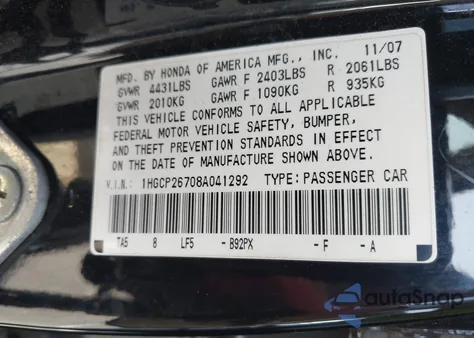 MFD. BY HONDA OF AMERICA MFG., INC. 11/07
GVWR 4431LBS GAWR F 2403LBS R 2061LBS
GVWR 2010KG GAWR F 1090KG R 935KG
THIS VEHICLE CONFORMS TO ALL APPLICABLE
FEDERAL MOTOR VEHICLE SAFETY, BUMPER,
AND THEFT PREVENTION STANDARDS IN EFFECT
ON THE DATE OF MANUFACTURE SHOWN ABOVE.
V.I.N.: 1HGCP26708A041292 TYPE: PASSENGER CAR
TA5 8 LF5 -B92PX -F -A
autoSnap